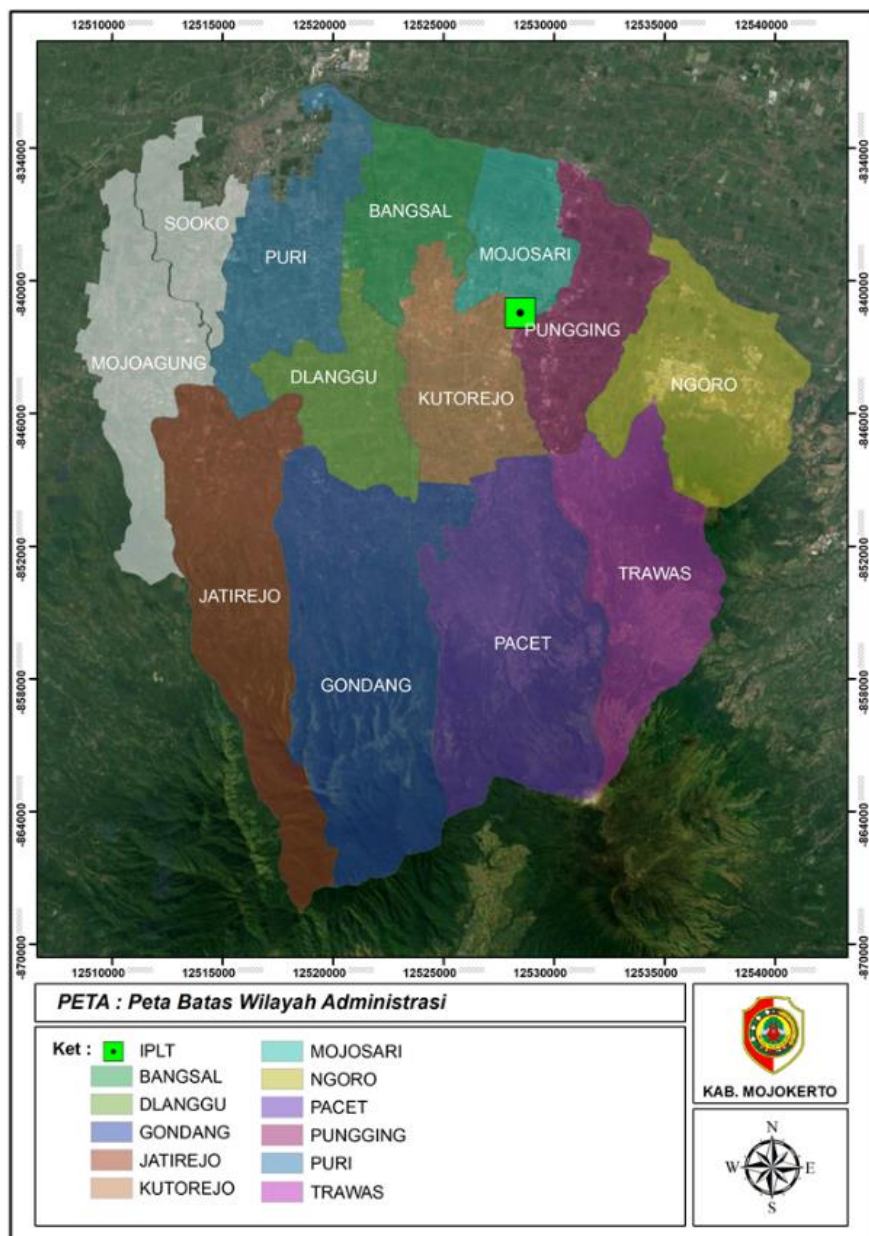 12510000 12515000 12520000 12525000 12530000 12535000 12540000
-834000 -834000
SOOKO
BANGSAL
PURI
MOJOSARI
-840000 -840000
PUNGGING
MOJOAGUNG
DLANGGU
KUTOREJO
NGORO
-846000 -846000
-852000 -852000
TRAWAS
JATIREJO
PACET
GONDANG
-858000 -858000
-864000 -864000
-870000 -870000
12510000 12515000 12520000 12525000 12530000 12535000 12540000
PETA : Peta Batas Wilayah Administrasi
Ket :
IPLT
BANGSAL
DLANGGU
GONDANG
JATIREJO
KUTOREJO
MOJOSARI
NGORO
PACET
PUNGGING
PURI
TRAWAS
KAB. MOJOKERTO
N
W E
S